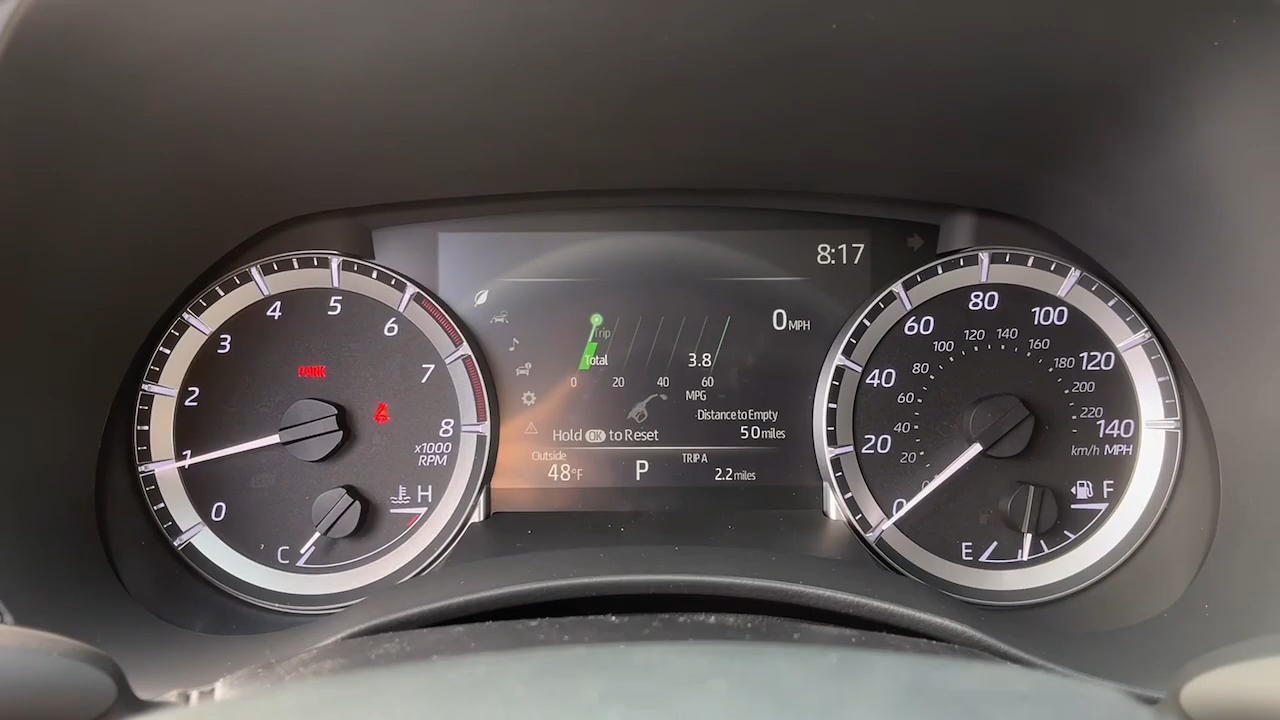 8:17
0 MPH
Trip
Total
3.8
0 20 40 60
MPG
Distance to Empty
50 miles
Hold OK to Reset
Outside
48°F
P
TRIP A
2.2 miles
0
1
2
3
4
5
6
7
8
x1000
RPM
PARK
H
C
0
20
40
60
80
100
120
140
km/h MPH
20
40
60
80
100
120
140
160
180
200
220
F
E